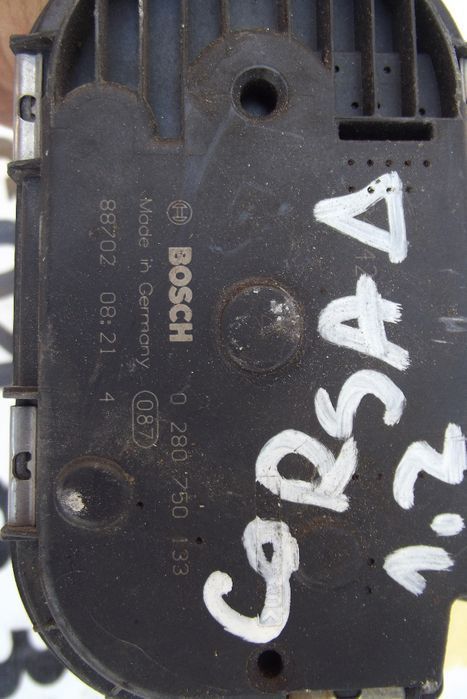 BOSCH 0 280 750 133
Made in Germany 087
88702 08:21 4
CORSA D
1.2